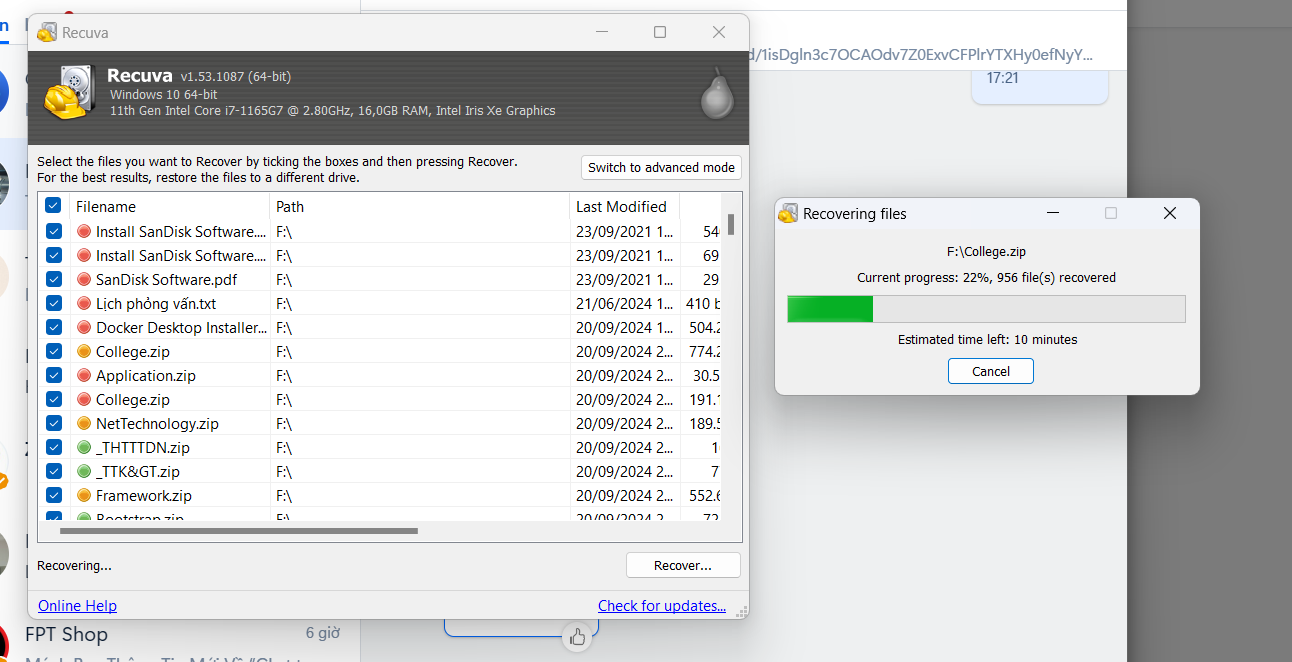 Recuva
Recuva v1.53.1087 (64-bit)
Windows 10 64-bit
11th Gen Intel Core i7-1165G7 @ 2.80GHz, 16,0GB RAM, Intel Iris Xe Graphics
Select the files you want to Recover by ticking the boxes and then pressing Recover.
For the best results, restore the files to a different drive.
Switch to advanced mode
Filename Path Last Modified
Install SanDisk Software.... F:\ 23/09/2021 1... 54
Install SanDisk Software.... F:\ 23/09/2021 1... 69
SanDisk Software.pdf F:\ 23/09/2021 1... 29
Lịch phỏng vấn.txt F:\ 21/06/2024 1... 410 b
Docker Desktop Installer... F:\ 20/09/2024 1... 504.2
College.zip F:\ 20/09/2024 2... 774.2
Application.zip F:\ 20/09/2024 2... 30.5
College.zip F:\ 20/09/2024 2... 191.1
NetTechnology.zip F:\ 20/09/2024 2... 189.5
_THTTTDN.zip F:\ 20/09/2024 2... 1
_TTK&GT.zip F:\ 20/09/2024 2... 7
Framework.zip F:\ 20/09/2024 2... 552.6
Bootstrap.zip F:\ 20/09/2024 2... 72
Recovering...
Recover...
Online Help
Check for updates...
d/1isDgln3c7OCAOdv7Z0ExvCFPlrYTXHy0efNyY...
17:21
Recovering files
F:\College.zip
Current progress: 22%, 956 file(s) recovered
Estimated time left: 10 minutes
Cancel
FPT Shop 6 giờ